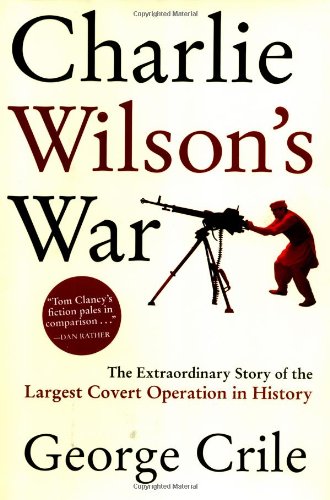 Charlie
Wilson's
War
"Tom Clancy's
fiction pales in
comparison ..."
—DAN RATHER
The Extraordinary Story of the
Largest Covert Operation in History
George Crile